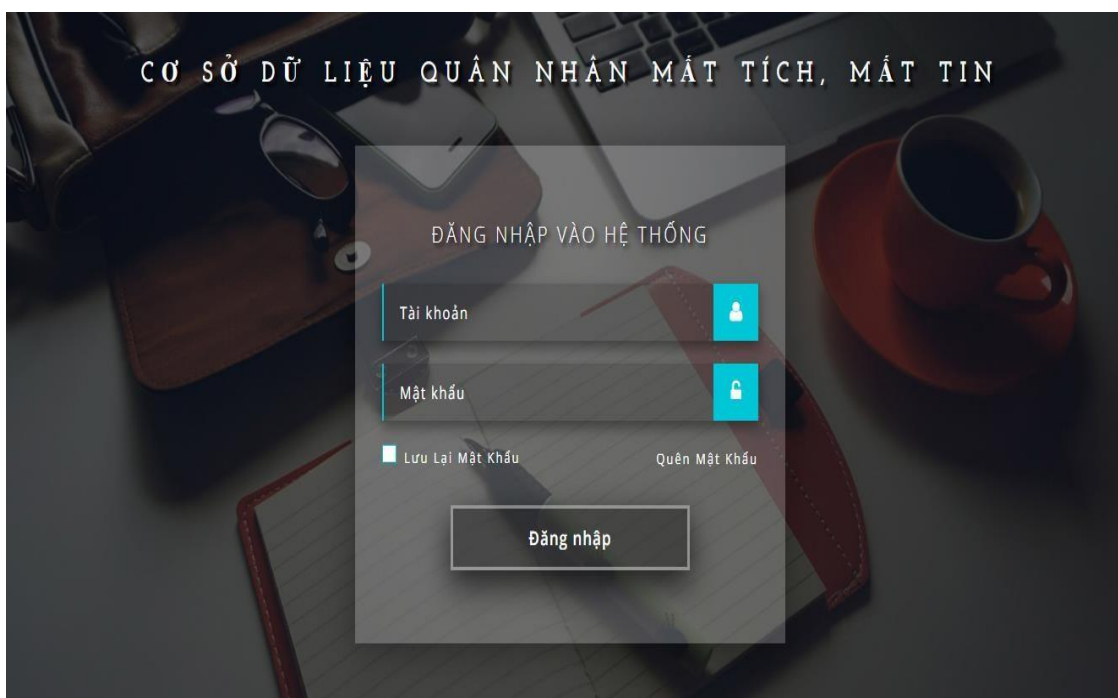 CƠ SỞ DỮ LIỆU QUÂN NHÂN MẤT TÍCH, MẤT TIN
ĐĂNG NHẬP VÀO HỆ THỐNG
Tài khoản
Mật khẩu
Lưu Lại Mật Khẩu Quên Mật Khẩu
Đăng nhập